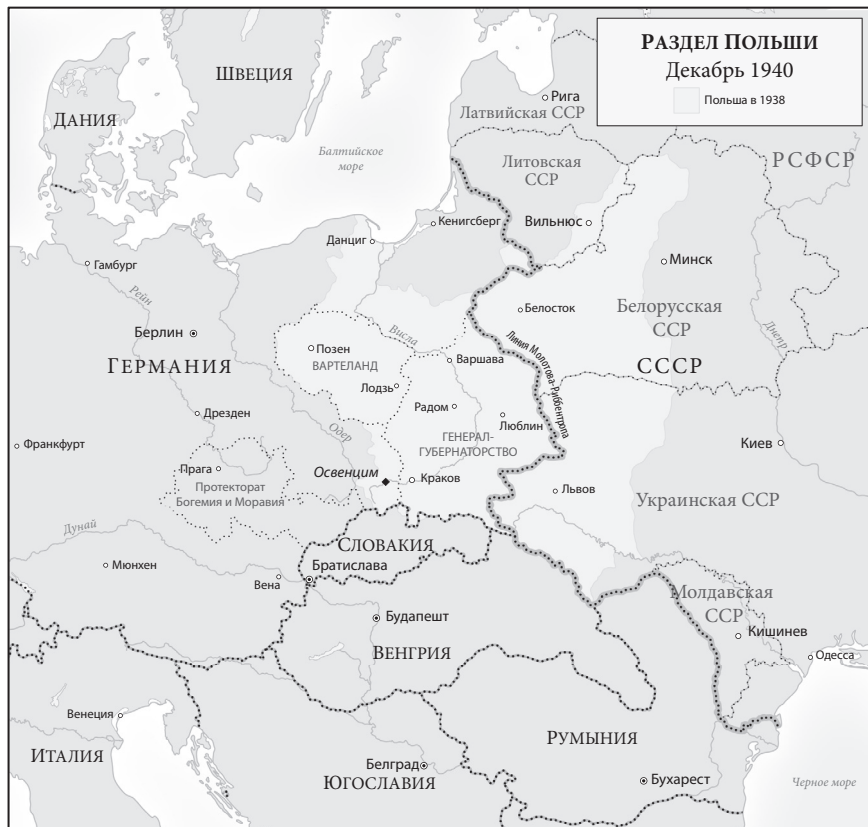 РАЗДЕЛ ПОЛЬШИ
Декабрь 1940
Польша в 1938
ШВЕЦИЯ
ДАНИЯ
Рига
Латвийская ССР
Балтийское
море
Литовская
ССР
РСФСР
Кенигсберг
Вильнюс
Данциг
Гамбург
Минск
Рейн
Белосток
Белорусская
ССР
Днепр
Берлин
Висла
Линия Молотова–Риббентропа
Позен
ВАРТЕЛАНД
Варшава
ГЕРМАНИЯ
СССР
Лодзь
Радом
Люблин
Дрезден
Одер
ГЕНЕРАЛ-
ГУБЕРНАТОРСТВО
Франкфурт
Киев
Прага
Освенцим
Краков
Протекторат
Богемия и Моравия
Львов
Украинская ССР
Дунай
СЛОВАКИЯ
Мюнхен
Вена
Братислава
Молдавская
ССР
Будапешт
Кишинев
ВЕНГРИЯ
Одесса
Венеция
ИТАЛИЯ
РУМЫНИЯ
Белград
ЮГОСЛАВИЯ
Бухарест
Черное море